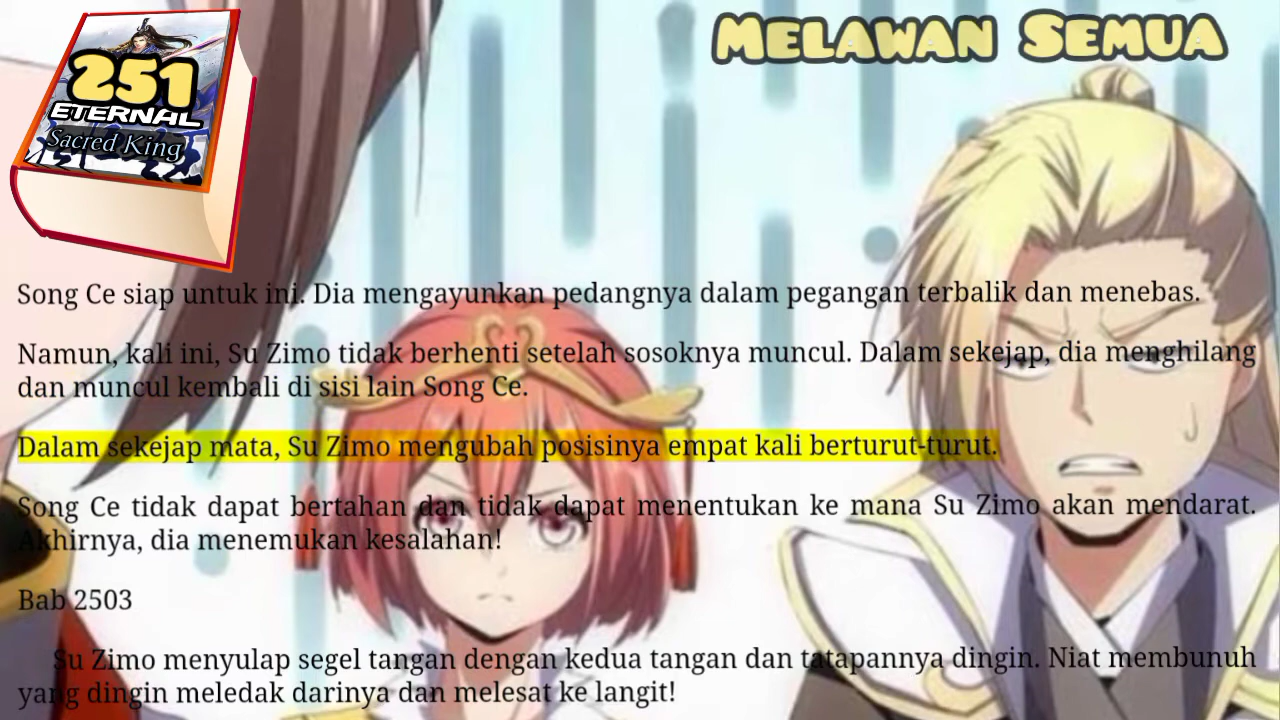 251
ETERNAL
Sacred King
MELAWAN SEMUA
Song Ce siap untuk ini. Dia mengayunkan pedangnya dalam pegangan terbalik dan menebas.
Namun, kali ini, Su Zimo tidak berhenti setelah sosoknya muncul. Dalam sekejap, dia menghilang
dan muncul kembali di sisi lain Song Ce.
Dalam sekejap mata, Su Zimo mengubah posisinya empat kali berturut-turut.
Song Ce tidak dapat bertahan dan tidak dapat menentukan ke mana Su Zimo akan mendarat.
Akhirnya, dia menemukan kesalahan!
Bab 2503
Su Zimo menyulap segel tangan dengan kedua tangan dan tatapannya dingin. Niat membunuh
yang dingin meledak darinya dan melesat ke langit!